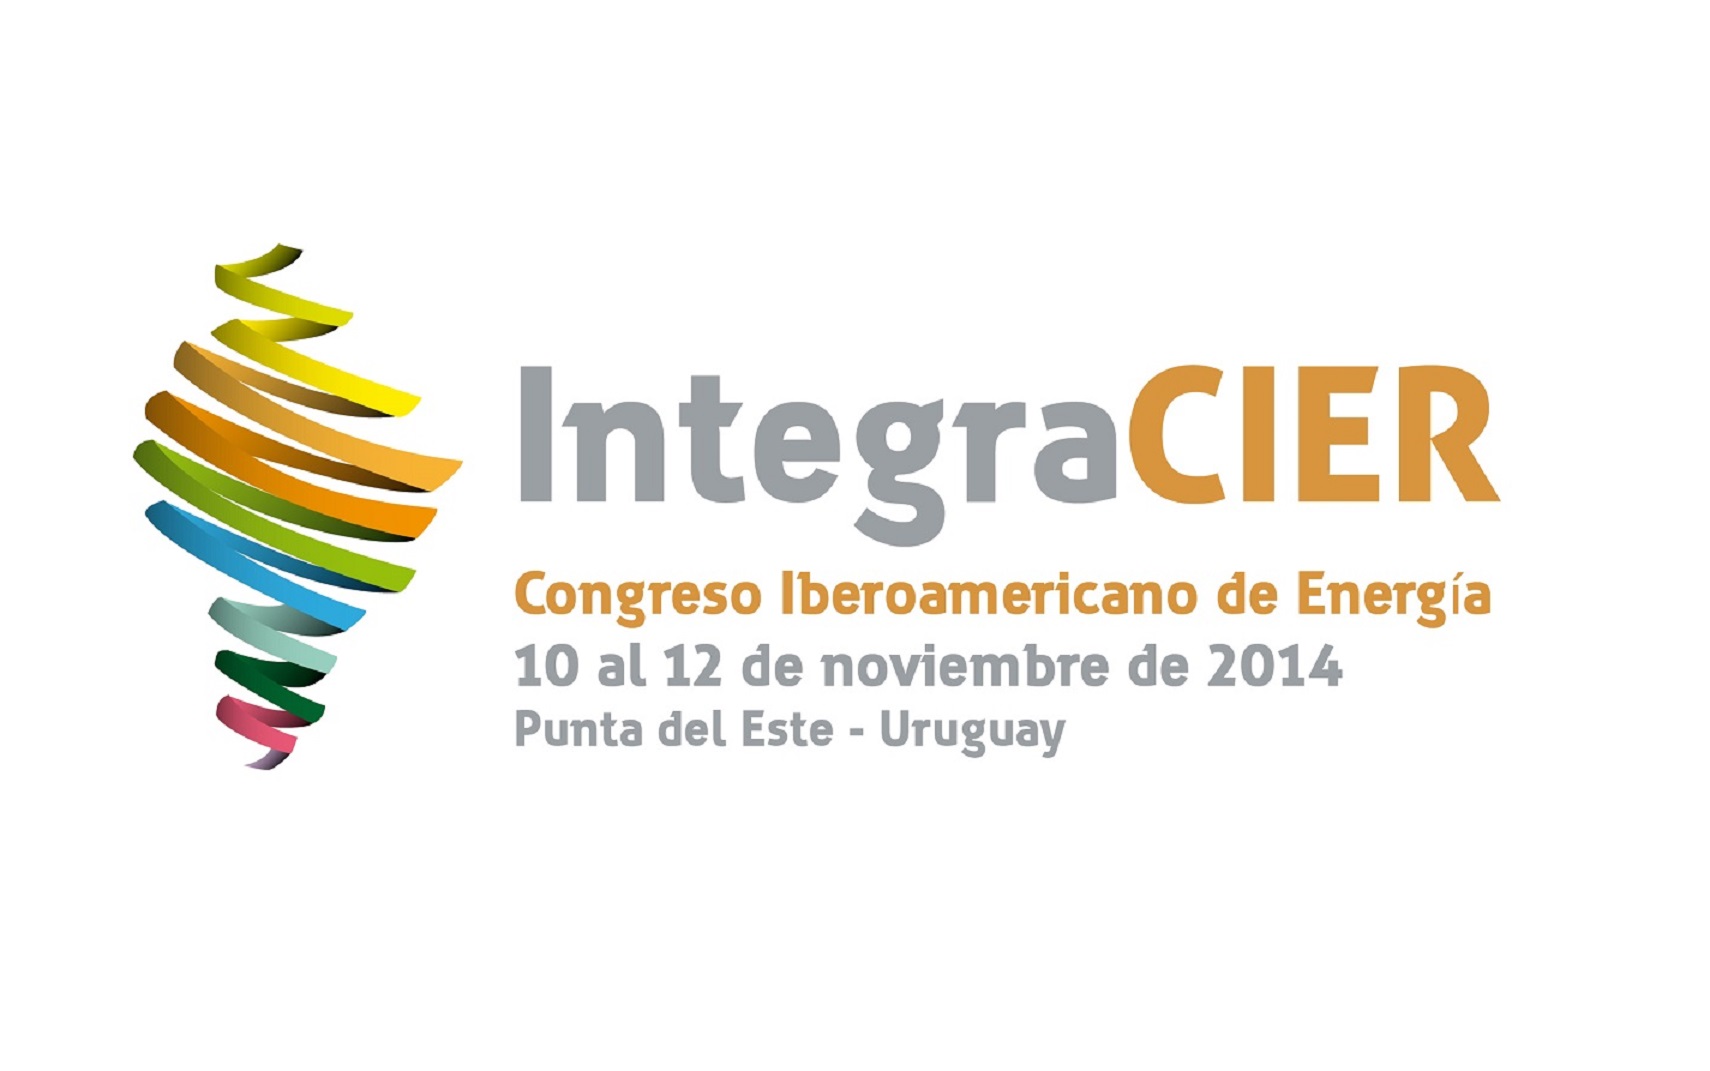 IntegraCIER
Congreso Iberoamericano de Energía
10 al 12 de noviembre de 2014
Punta del Este - Uruguay